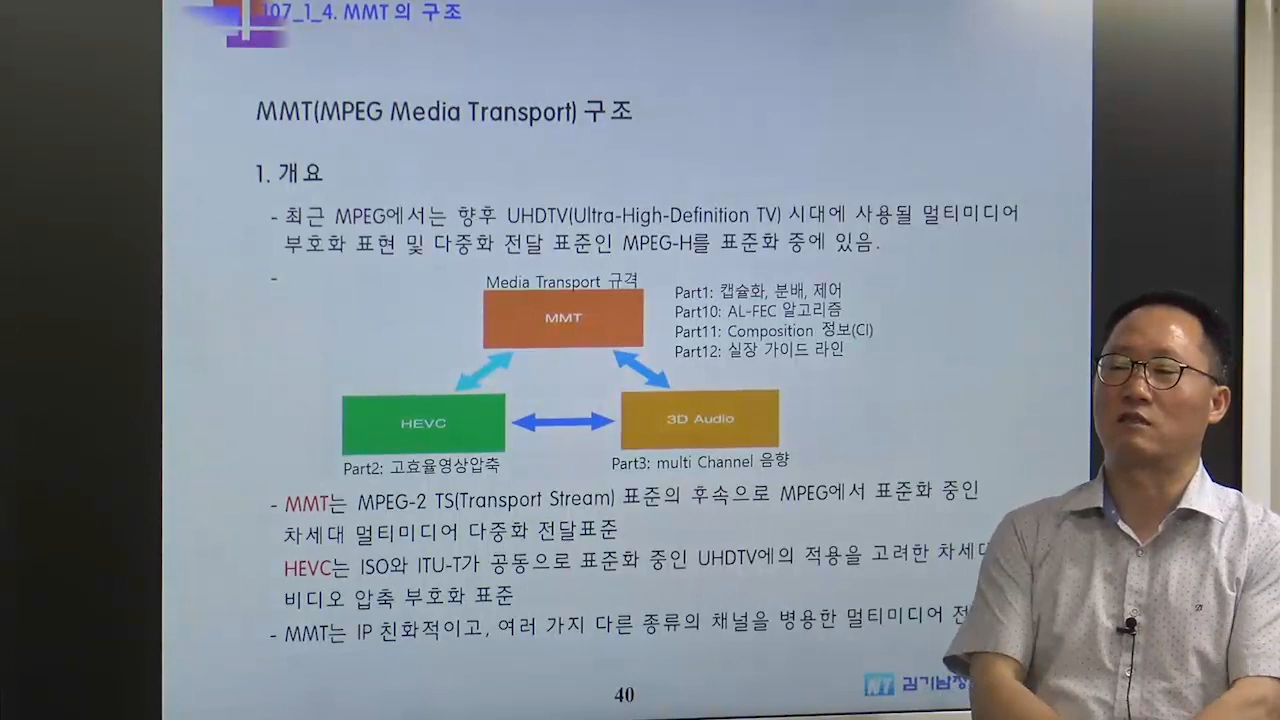 107_1_4. MMT 의 구조
MMT(MPEG Media Transport) 구조
1. 개요
- 최근 MPEG에서는 향후 UHDTV(Ultra-High-Definition TV) 시대에 사용될 멀티미디어
부호화 표현 및 다중화 전달 표준인 MPEG-H를 표준화 중에 있음.
-
Media Transport 규격
MMT
Part1: 캡슐화, 분배, 제어
Part10: AL-FEC 알고리즘
Part11: Composition 정보(CI)
Part12: 실장 가이드 라인
HEVC
3D Audio
Part2: 고효율영상압축
Part3: multi Channel 음향
- MMT는 MPEG-2 TS(Transport Stream) 표준의 후속으로 MPEG에서 표준화 중인
차세대 멀티미디어 다중화 전달표준
HEVC는 ISO와 ITU-T가 공동으로 표준화 중인 UHDTV에의 적용을 고려한
비디오 압축 부호화 표준
- MMT는 IP 친화적이고, 여러 가지 다른 종류의 채널을 병용한 멀티미디어
NT 김기남
40